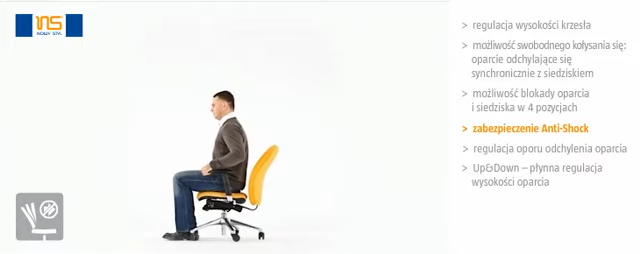 NS
NOWY STYL
> regulacja wysokości krzesła
> możliwość swobodnego kołysania się:
oparcie odchylające się
synchronicznie z siedziskiem
> możliwość blokady oparcia
i siedziska w 4 pozycjach
> zabezpieczenie Anti-Shock
> regulacja oporu odchylenia oparcia
> Up&Down – płynna regulacja
wysokości oparcia